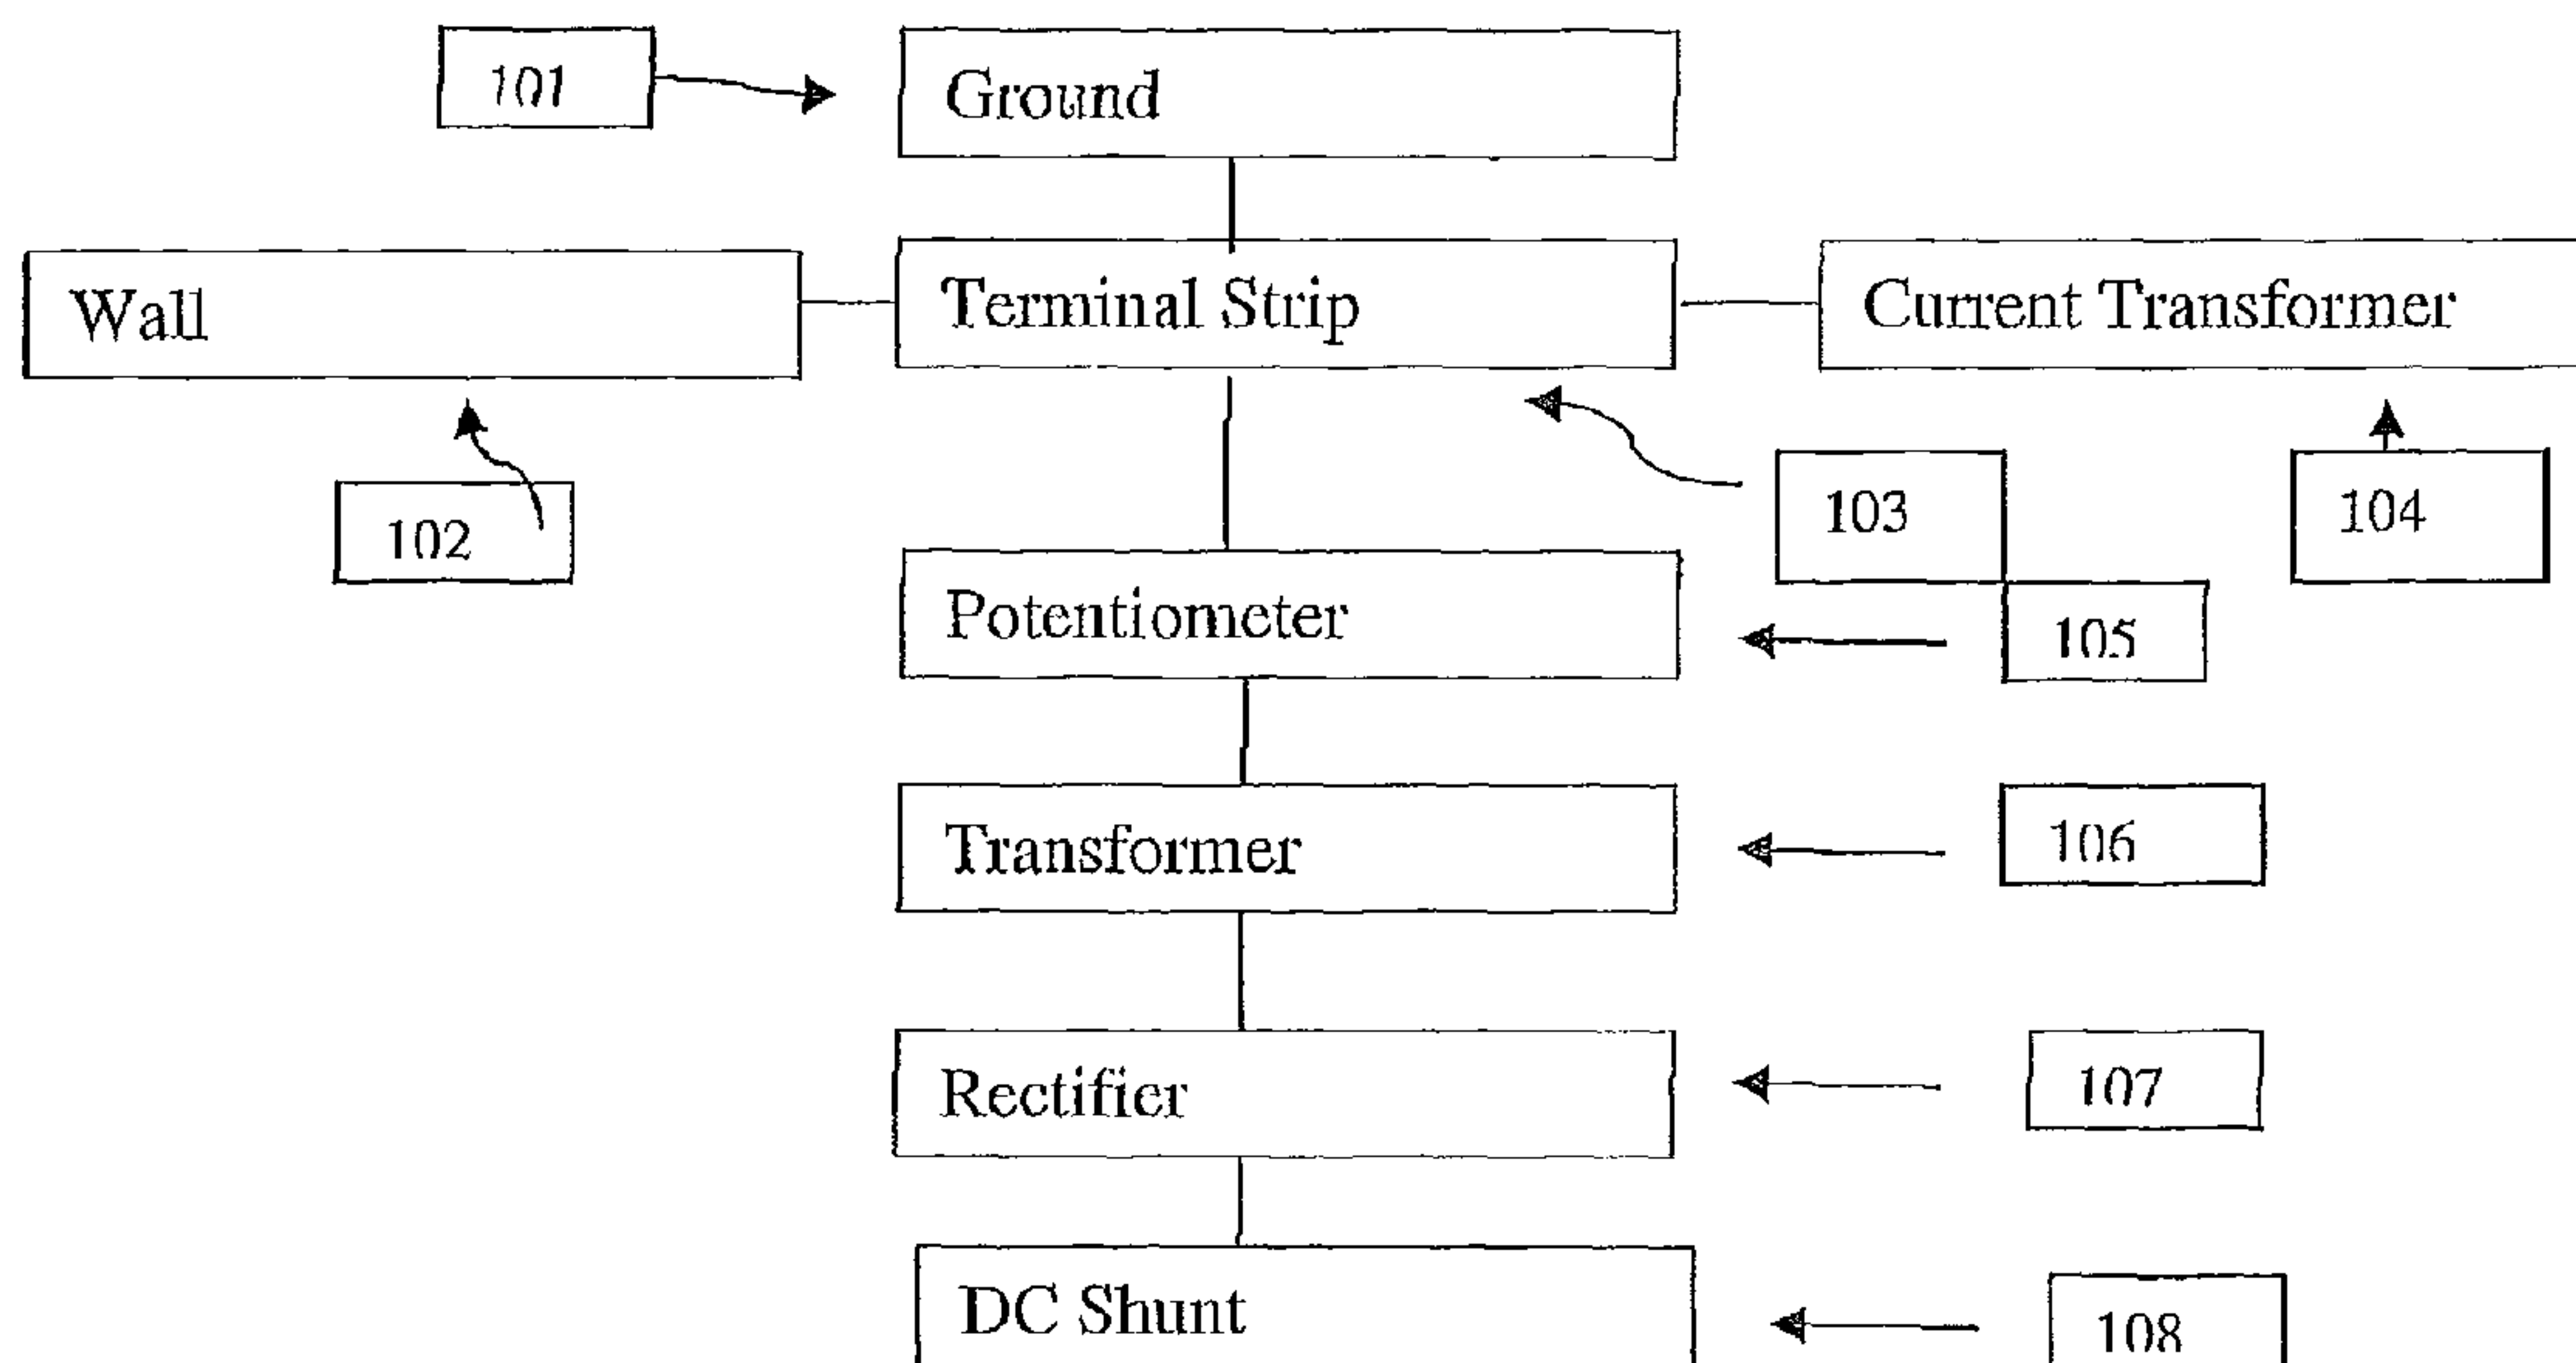 101
Ground
Wall
Terminal Strip
Current Transformer
102
103
104
Potentiometer
105
Transformer
106
Rectifier
107
DC Shunt
108